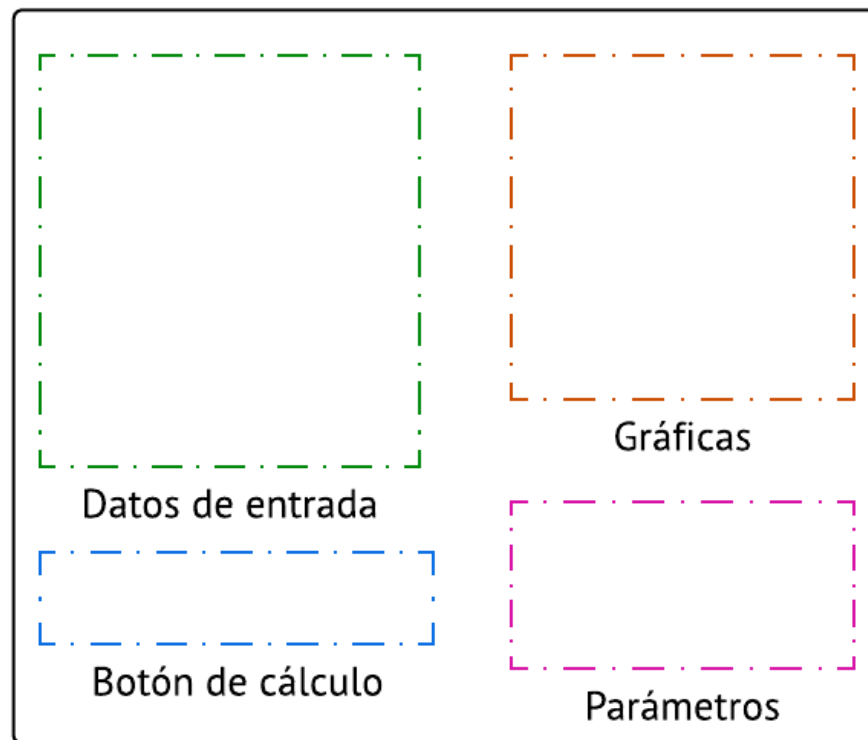 Datos de entrada
Botón de cálculo
Gráficas
Parámetros